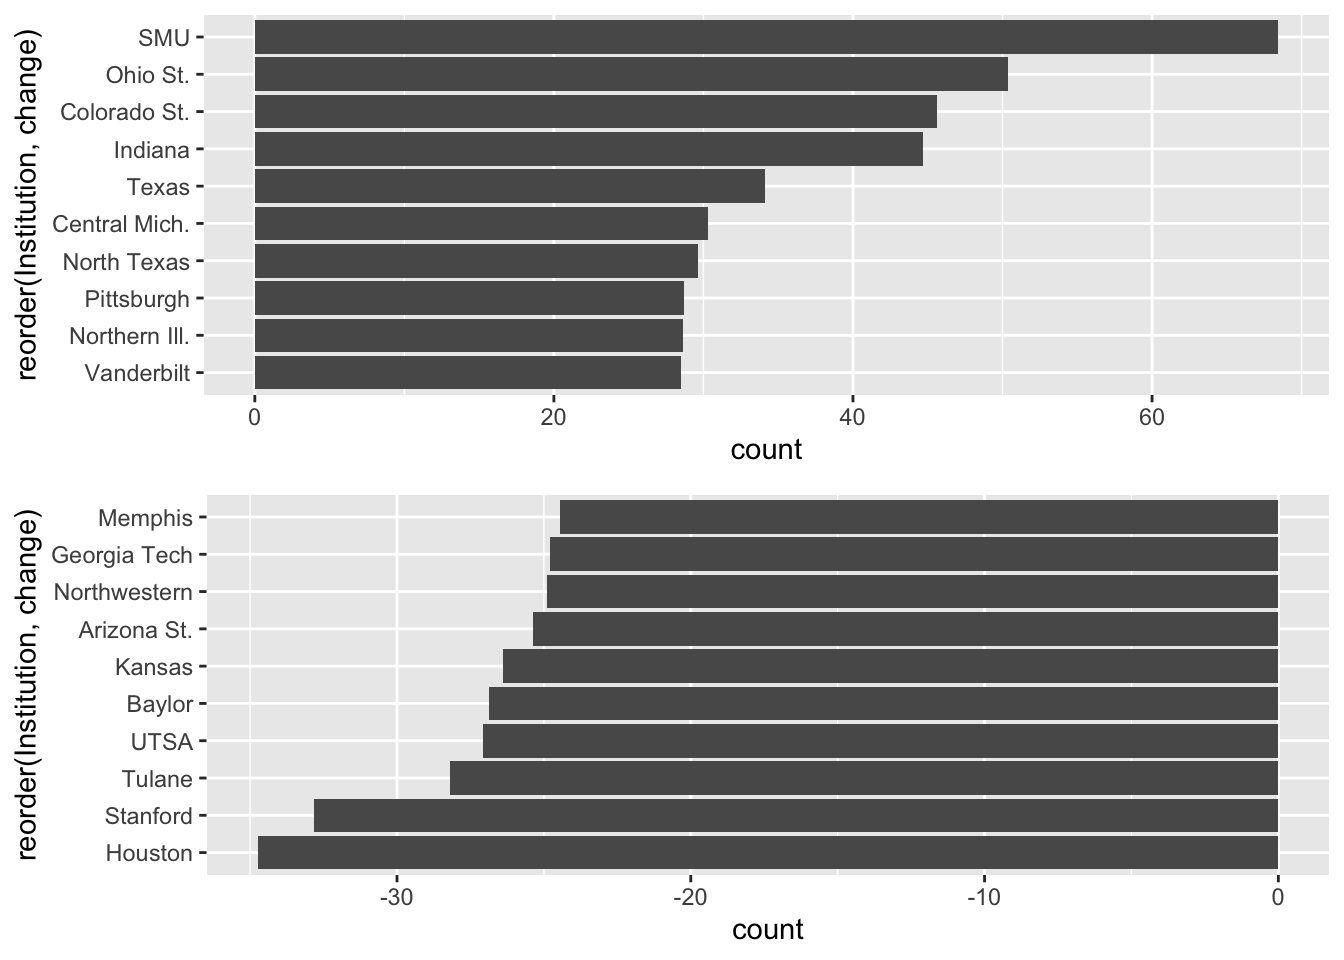 reorder(Institution, change)
SMU
Ohio St.
Colorado St.
Indiana
Texas
Central Mich.
North Texas
Pittsburgh
Northern Ill.
Vanderbilt
0 20 40 60
count
reorder(Institution, change)
Memphis
Georgia Tech
Northwestern
Arizona St.
Kansas
Baylor
UTSA
Tulane
Stanford
Houston
-30 -20 -10 0
count